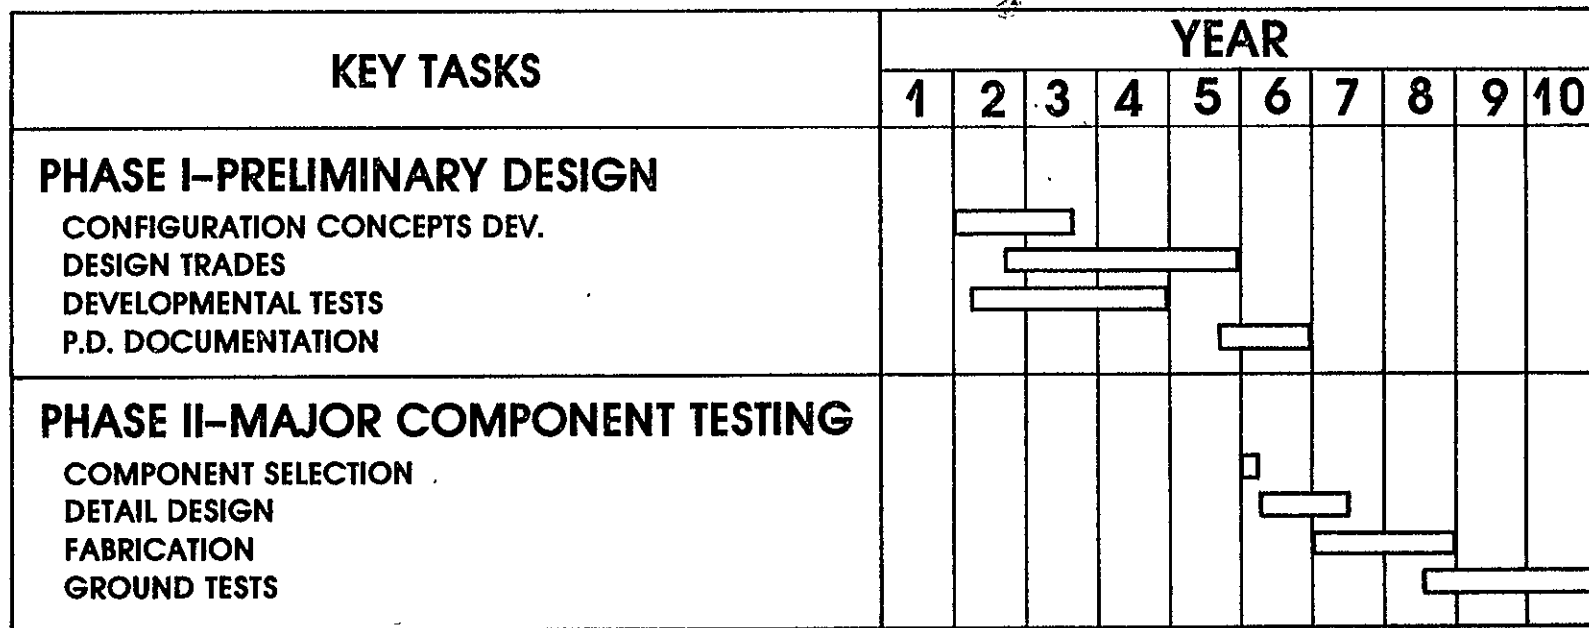 KEY TASKS
YEAR
1 2 3 4 5 6 7 8 9 10
PHASE I–PRELIMINARY DESIGN
CONFIGURATION CONCEPTS DEV.
DESIGN TRADES
DEVELOPMENTAL TESTS
P.D. DOCUMENTATION
PHASE II–MAJOR COMPONENT TESTING
COMPONENT SELECTION
DETAIL DESIGN
FABRICATION
GROUND TESTS